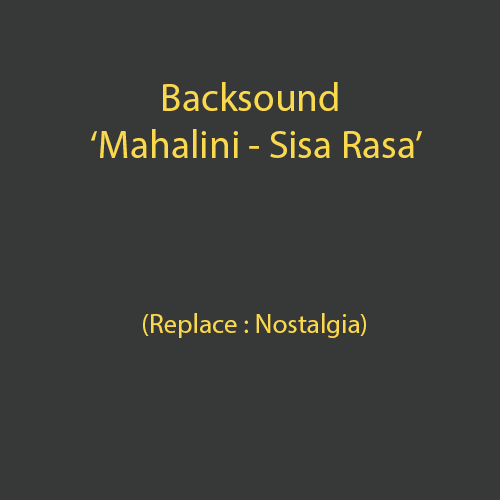 Backsound
‘Mahalini - Sisa Rasa’
(Replace : Nostalgia)